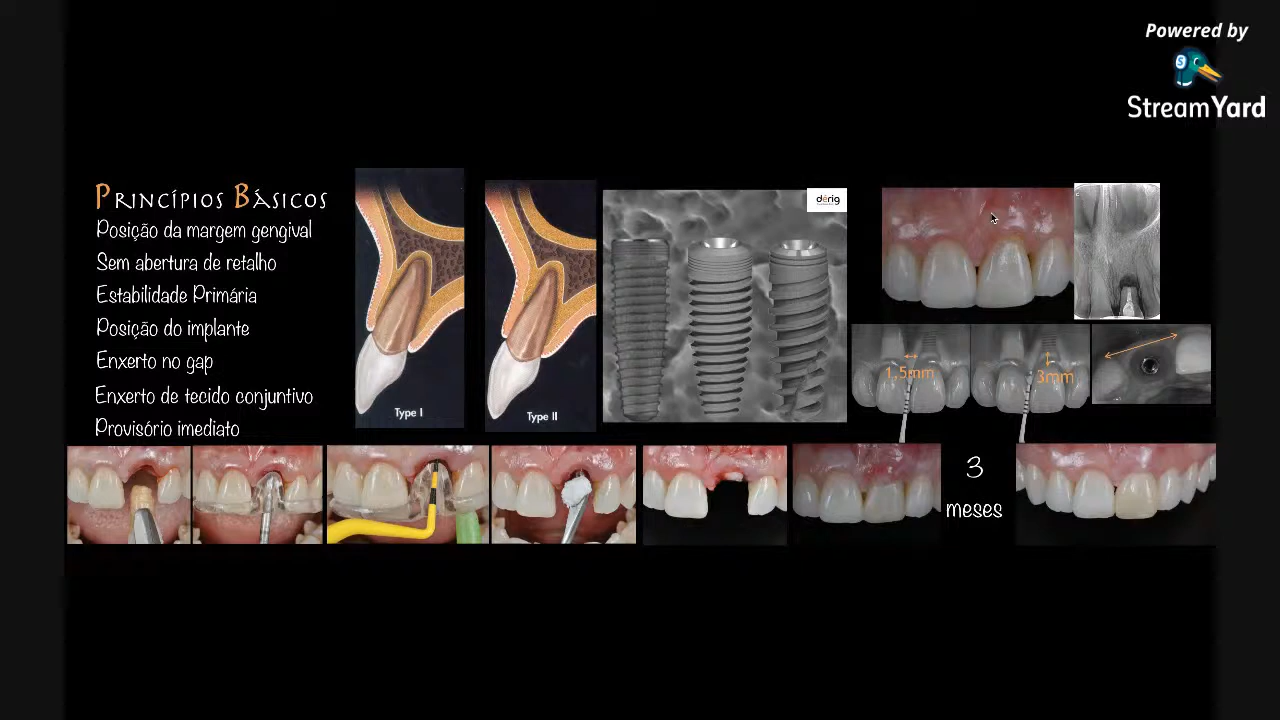 Powered by
StreamYard
Princípios Básicos
Posição da margem gengival
Sem abertura de retalho
Estabilidade Primária
Posição do implante
Enxerto no gap
Enxerto de tecido conjuntivo
Provisório imediato
Type I
Type II
dérig
1,5mm
3mm
3
meses